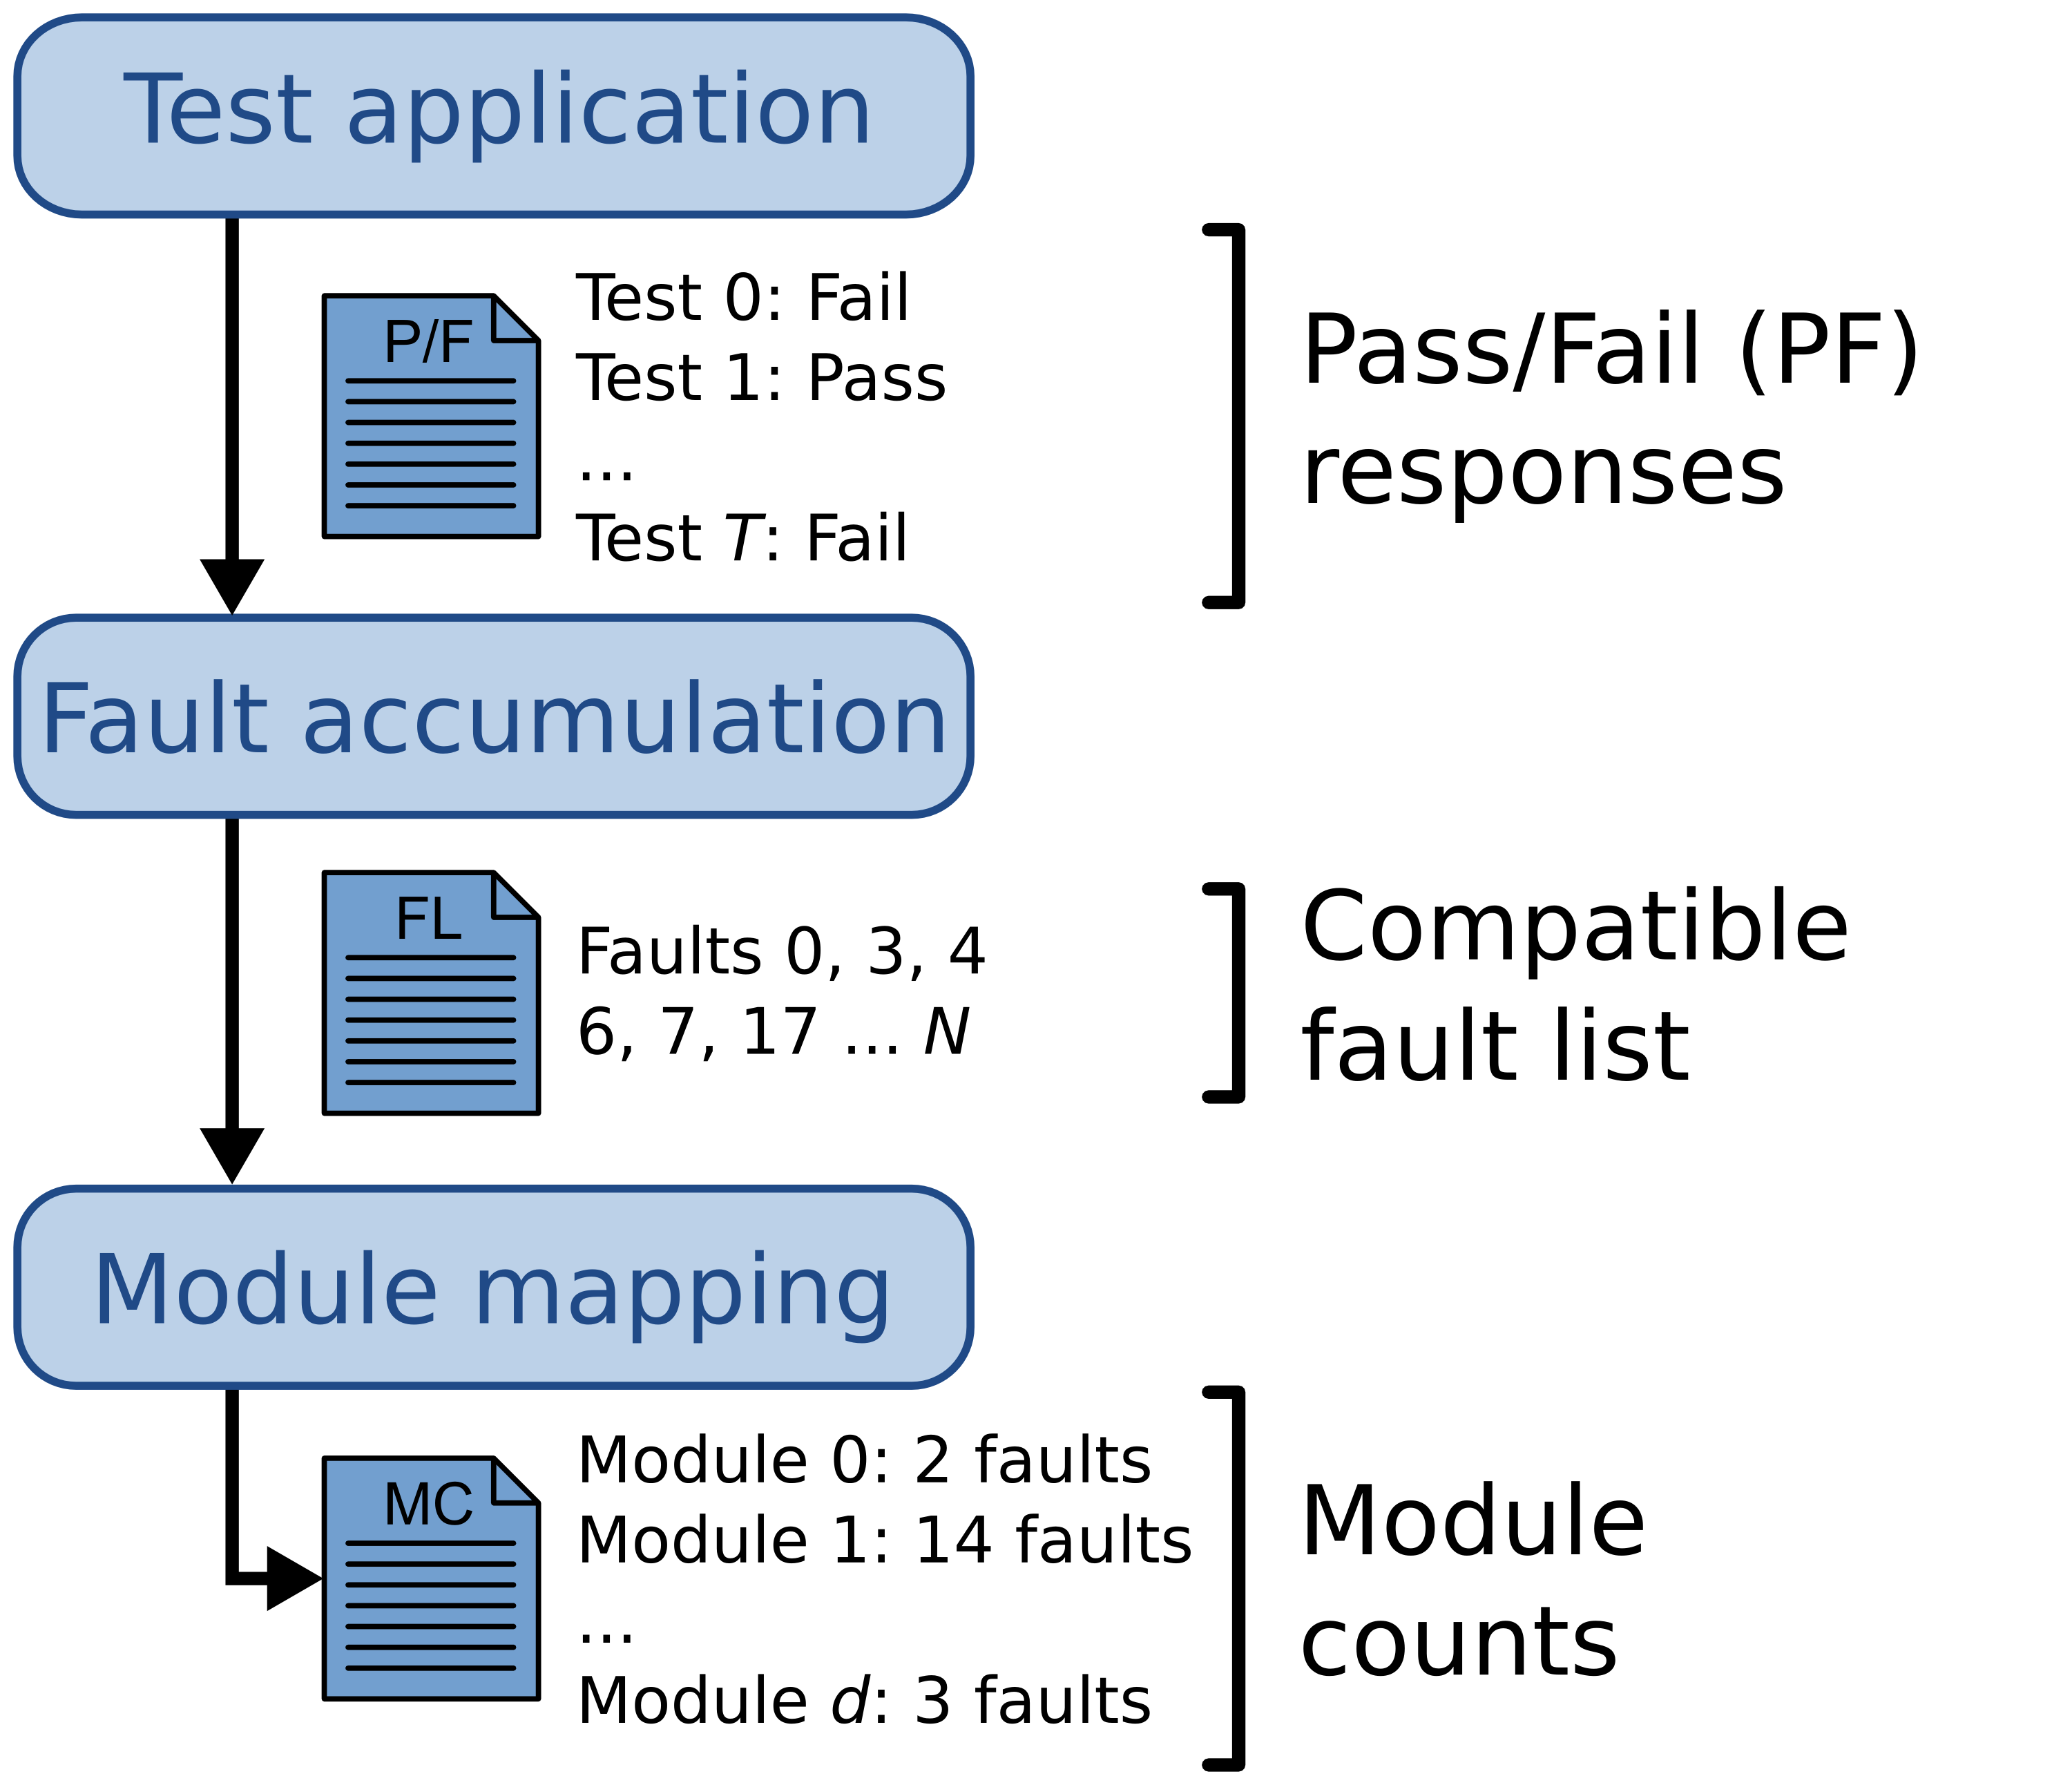 Test application
P/F
Test 0: Fail
Test 1: Pass
...
Test T: Fail
Pass/Fail (PF)
responses
Fault accumulation
FL
Faults 0, 3, 4
6, 7, 17 ... N
Compatible
fault list
Module mapping
MC
Module 0: 2 faults
Module 1: 14 faults
...
Module d: 3 faults
Module
counts